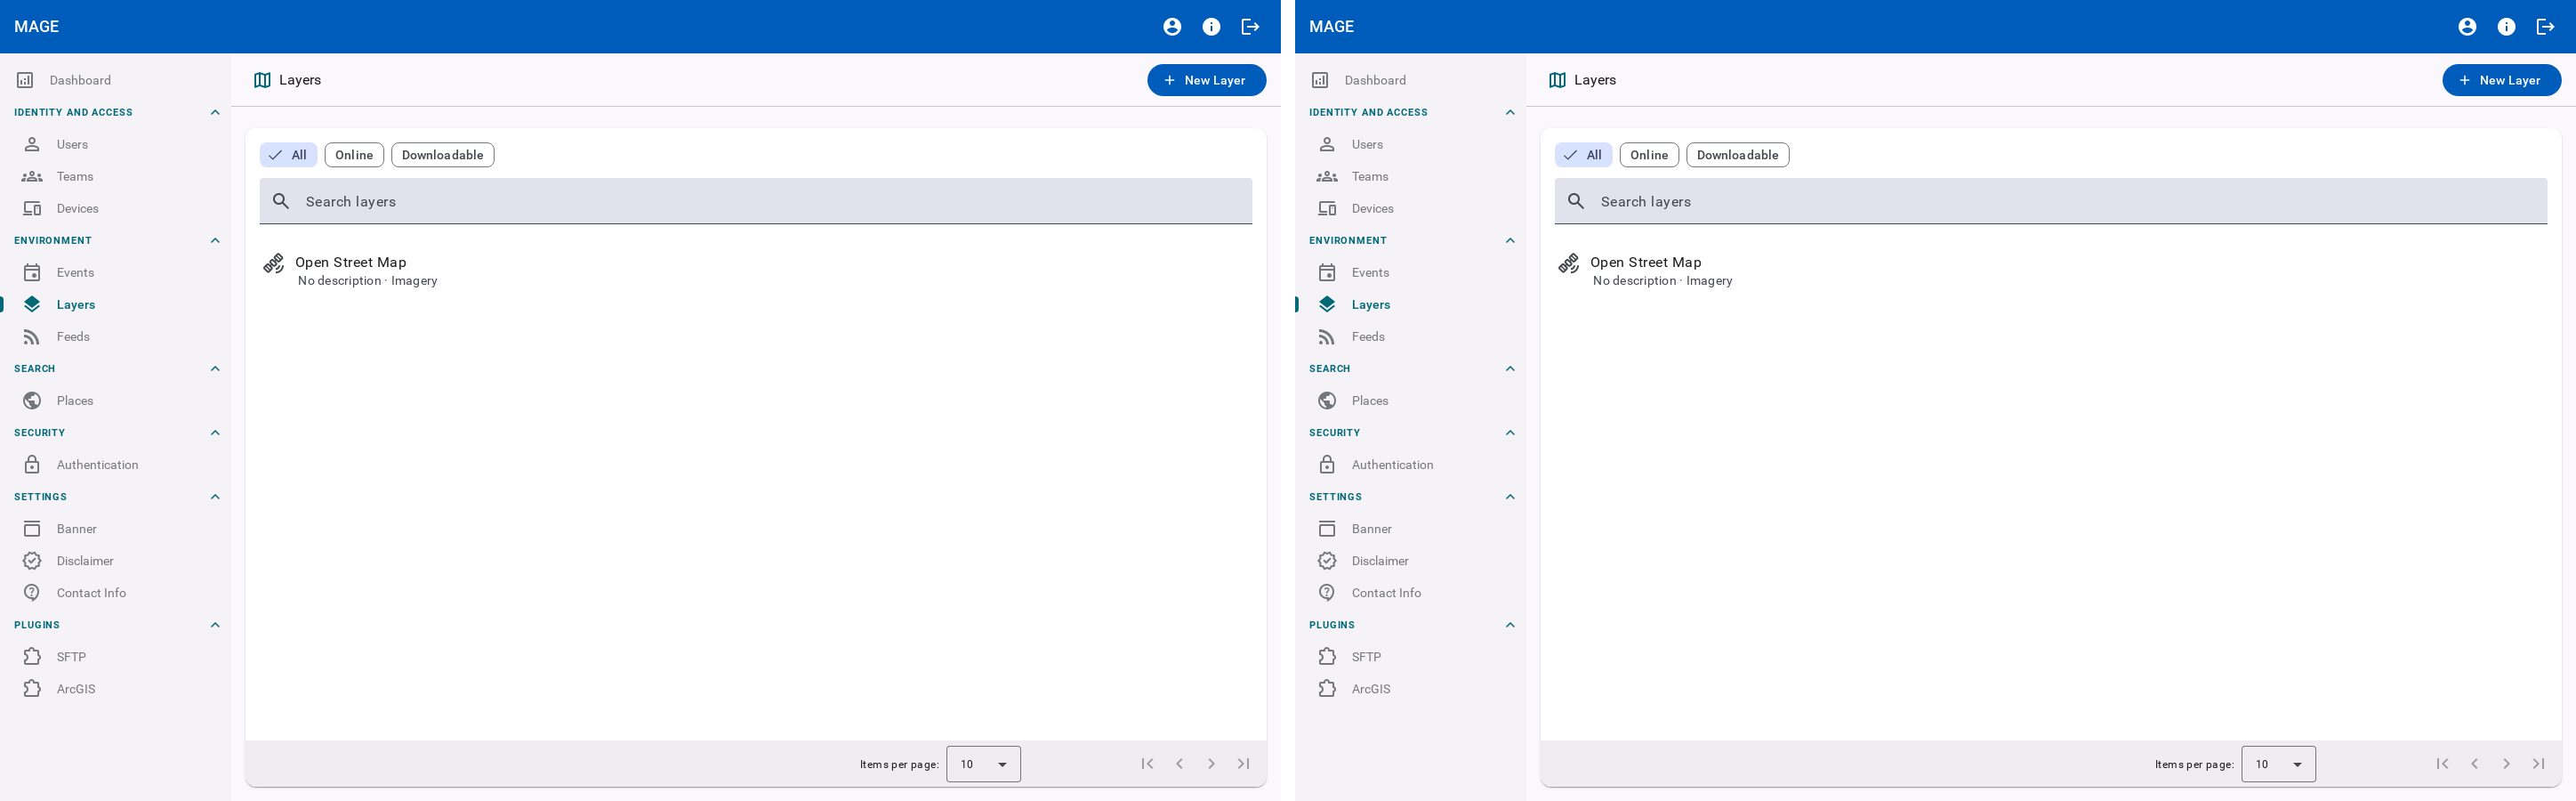 MAGE
Dashboard
Layers
New Layer
IDENTITY AND ACCESS
Users
Teams
Devices
ENVIRONMENT
Events
Layers
Feeds
SEARCH
Places
SECURITY
Authentication
SETTINGS
Banner
Disclaimer
Contact Info
PLUGINS
SFTP
ArcGIS
All Online Downloadable
Search layers
Open Street Map
No description · Imagery
Items per page: 10
MAGE
Dashboard
Layers
New Layer
IDENTITY AND ACCESS
Users
Teams
Devices
ENVIRONMENT
Events
Layers
Feeds
SEARCH
Places
SECURITY
Authentication
SETTINGS
Banner
Disclaimer
Contact Info
PLUGINS
SFTP
ArcGIS
All Online Downloadable
Search layers
Open Street Map
No description · Imagery
Items per page: 10